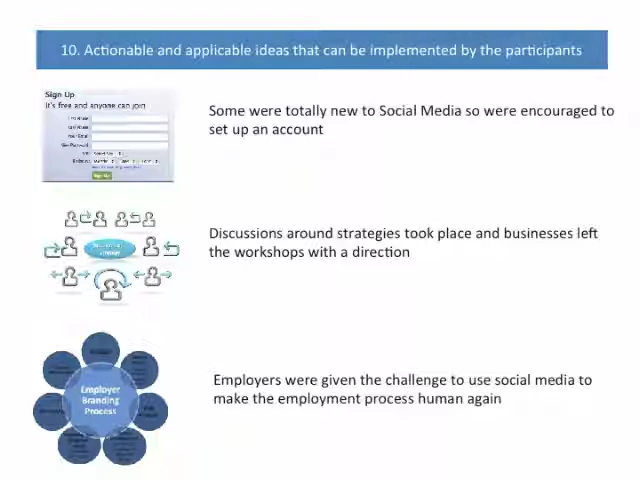 10. Actionable and applicable ideas that can be implemented by the participants
Sign Up
It's free and anyone can join
Some were totally new to Social Media so were encouraged to
set up an account
Sign Up
Discussions around strategies took place and businesses left
the workshops with a direction
Employer
Branding
Process
Employers were given the challenge to use social media to
make the employment process human again